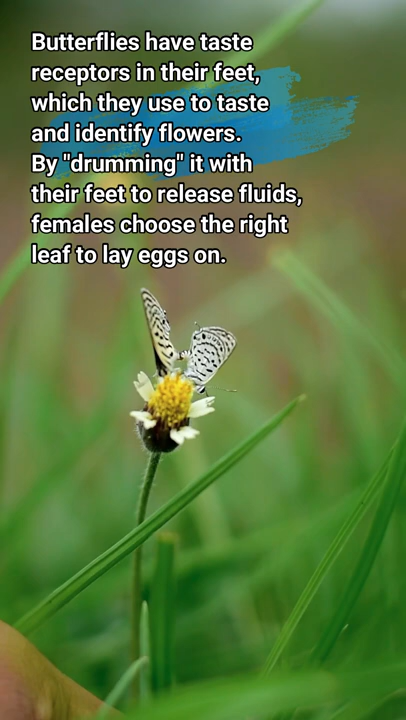 Butterflies have taste
receptors in their feet,
which they use to taste
and identify flowers.
By "drumming" it with
their feet to release fluids,
females choose the right
leaf to lay eggs on.